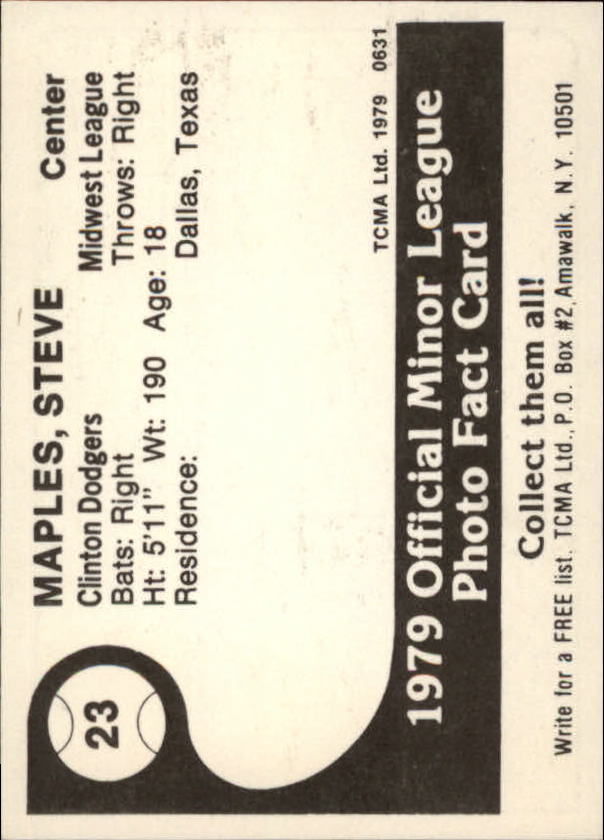 23
MAPLES, STEVE Center
Clinton Dodgers Midwest League
Bats: Right Throws: Right
Ht: 5'11" Wt: 190 Age: 18
Residence: Dallas, Texas
TCMA Ltd. 1979 0631
1979 Official Minor League
Photo Fact Card
Collect them all!
Write for a FREE list. TCMA Ltd., P.O. Box #2, Amawalk, N.Y. 10501